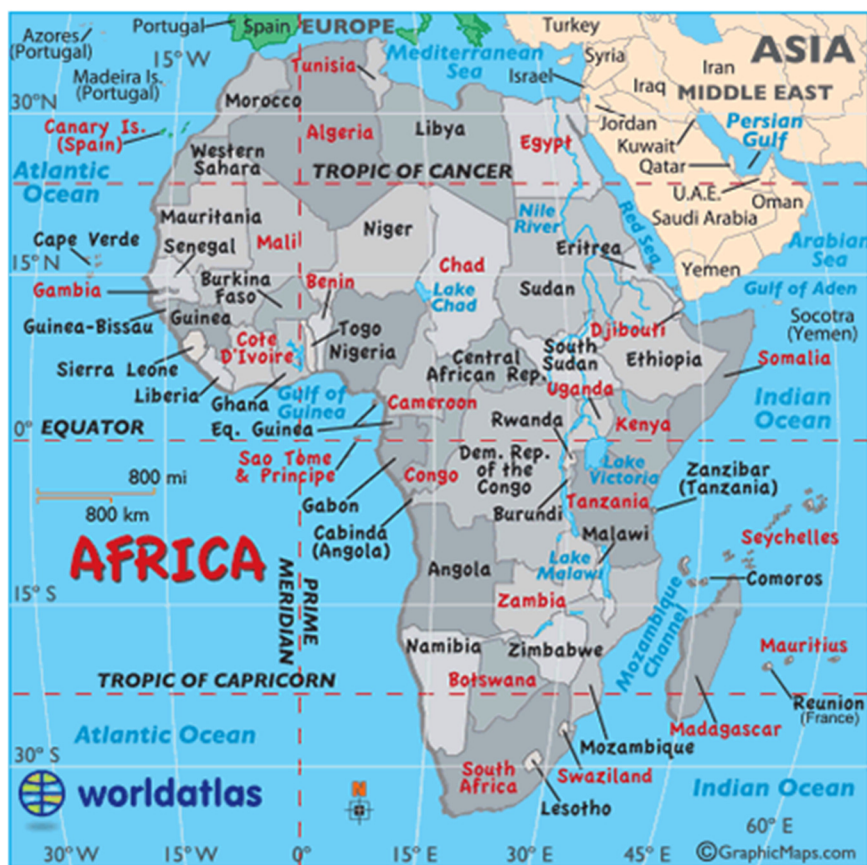 Azores
(Portugal)
Portugal
Spain
EUROPE
Turkey
ASIA
15°W
Madeira Is.
(Portugal)
Tunisia
Mediterranean
Sea
Syria
Israel
Iraq
Iran
MIDDLE EAST
30°N
Morocco
Canary Is.
(Spain)
Algeria
Libya
Egypt
Jordan
Kuwait
Qatar
Persian
Gulf
Atlantic
Ocean
Western
Sahara
TROPIC OF CANCER
U.A.E.
Oman
Saudi Arabia
Mauritania
Mali
Niger
Nile
River
Red Sea
Cape Verde
Senegal
Eritrea
Arabian
Sea
15°N
Gambia
Burkina
Faso
Benin
Chad
Lake
Chad
Sudan
Yemen
Gulf of Aden
Guinea-Bissau
Guinea
Togo
Nigeria
Djibouti
Socotra
(Yemen)
Sierra Leone
Cote
D'Ivoire
Central
African Rep.
South
Sudan
Ethiopia
Somalia
Liberia
Ghana
Gulf of
Guinea
Cameroon
Uganda
Kenya
Indian
Ocean
EQUATOR
Eq. Guinea
Rwanda
0°
Sao Tome
& Principe
Congo
Dem. Rep.
of the
Congo
Lake
Victoria
Zanzibar
(Tanzania)
800 mi
800 km
Gabon
Burundi
Tanzania
Cabinda
(Angola)
Malawi
Seychelles
AFRICA
Angola
Lake
Malawi
Comoros
PRIME
MERIDIAN
15° S
Zambia
Mozambique
Channel
Namibia
Zimbabwe
Mauritius
TROPIC OF CAPRICORN
Botswana
Reunion
(France)
Madagascar
Atlantic Ocean
Mozambique
30° S
South
Africa
Swaziland
Indian Ocean
worldatlas
N
Lesotho
30°W
15°W
0°
15° E
30° E
45° E
60° E
©GraphicMaps.com